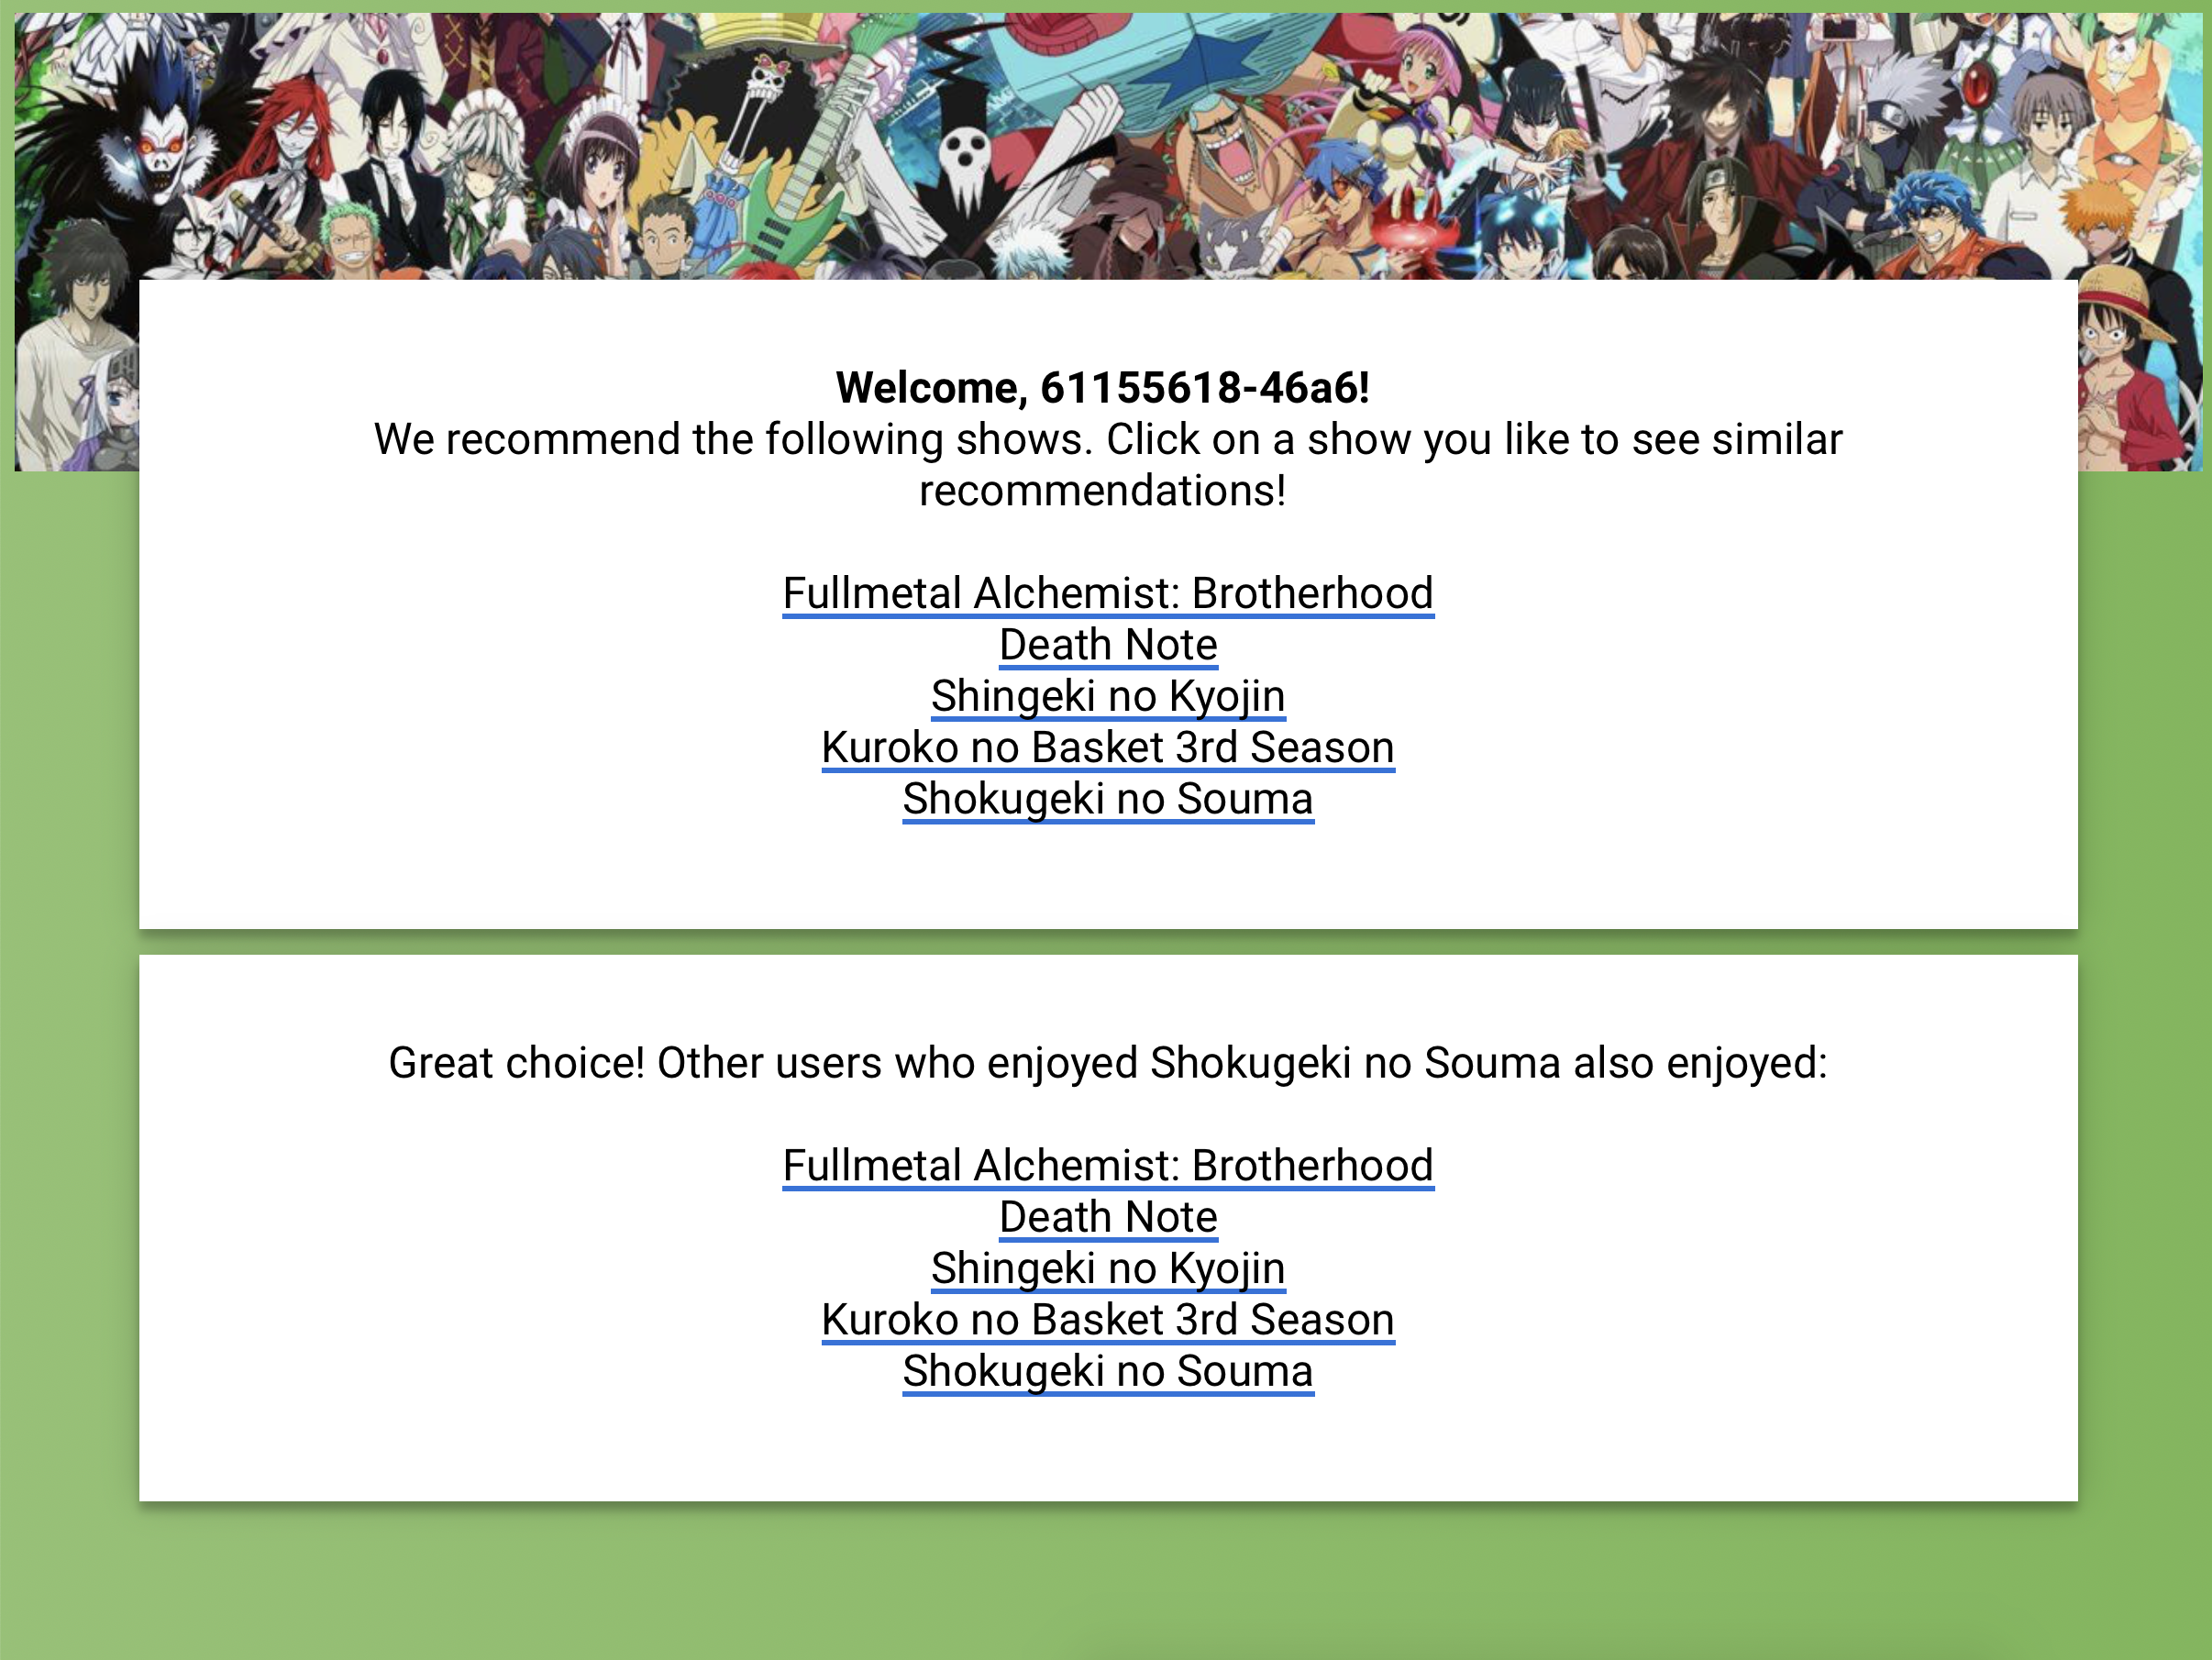 Welcome, 61155618-46a6!
We recommend the following shows. Click on a show you like to see similar
recommendations!
Fullmetal Alchemist: Brotherhood
Death Note
Shingeki no Kyojin
Kuroko no Basket 3rd Season
Shokugeki no Souma
Great choice! Other users who enjoyed Shokugeki no Souma also enjoyed:
Fullmetal Alchemist: Brotherhood
Death Note
Shingeki no Kyojin
Kuroko no Basket 3rd Season
Shokugeki no Souma